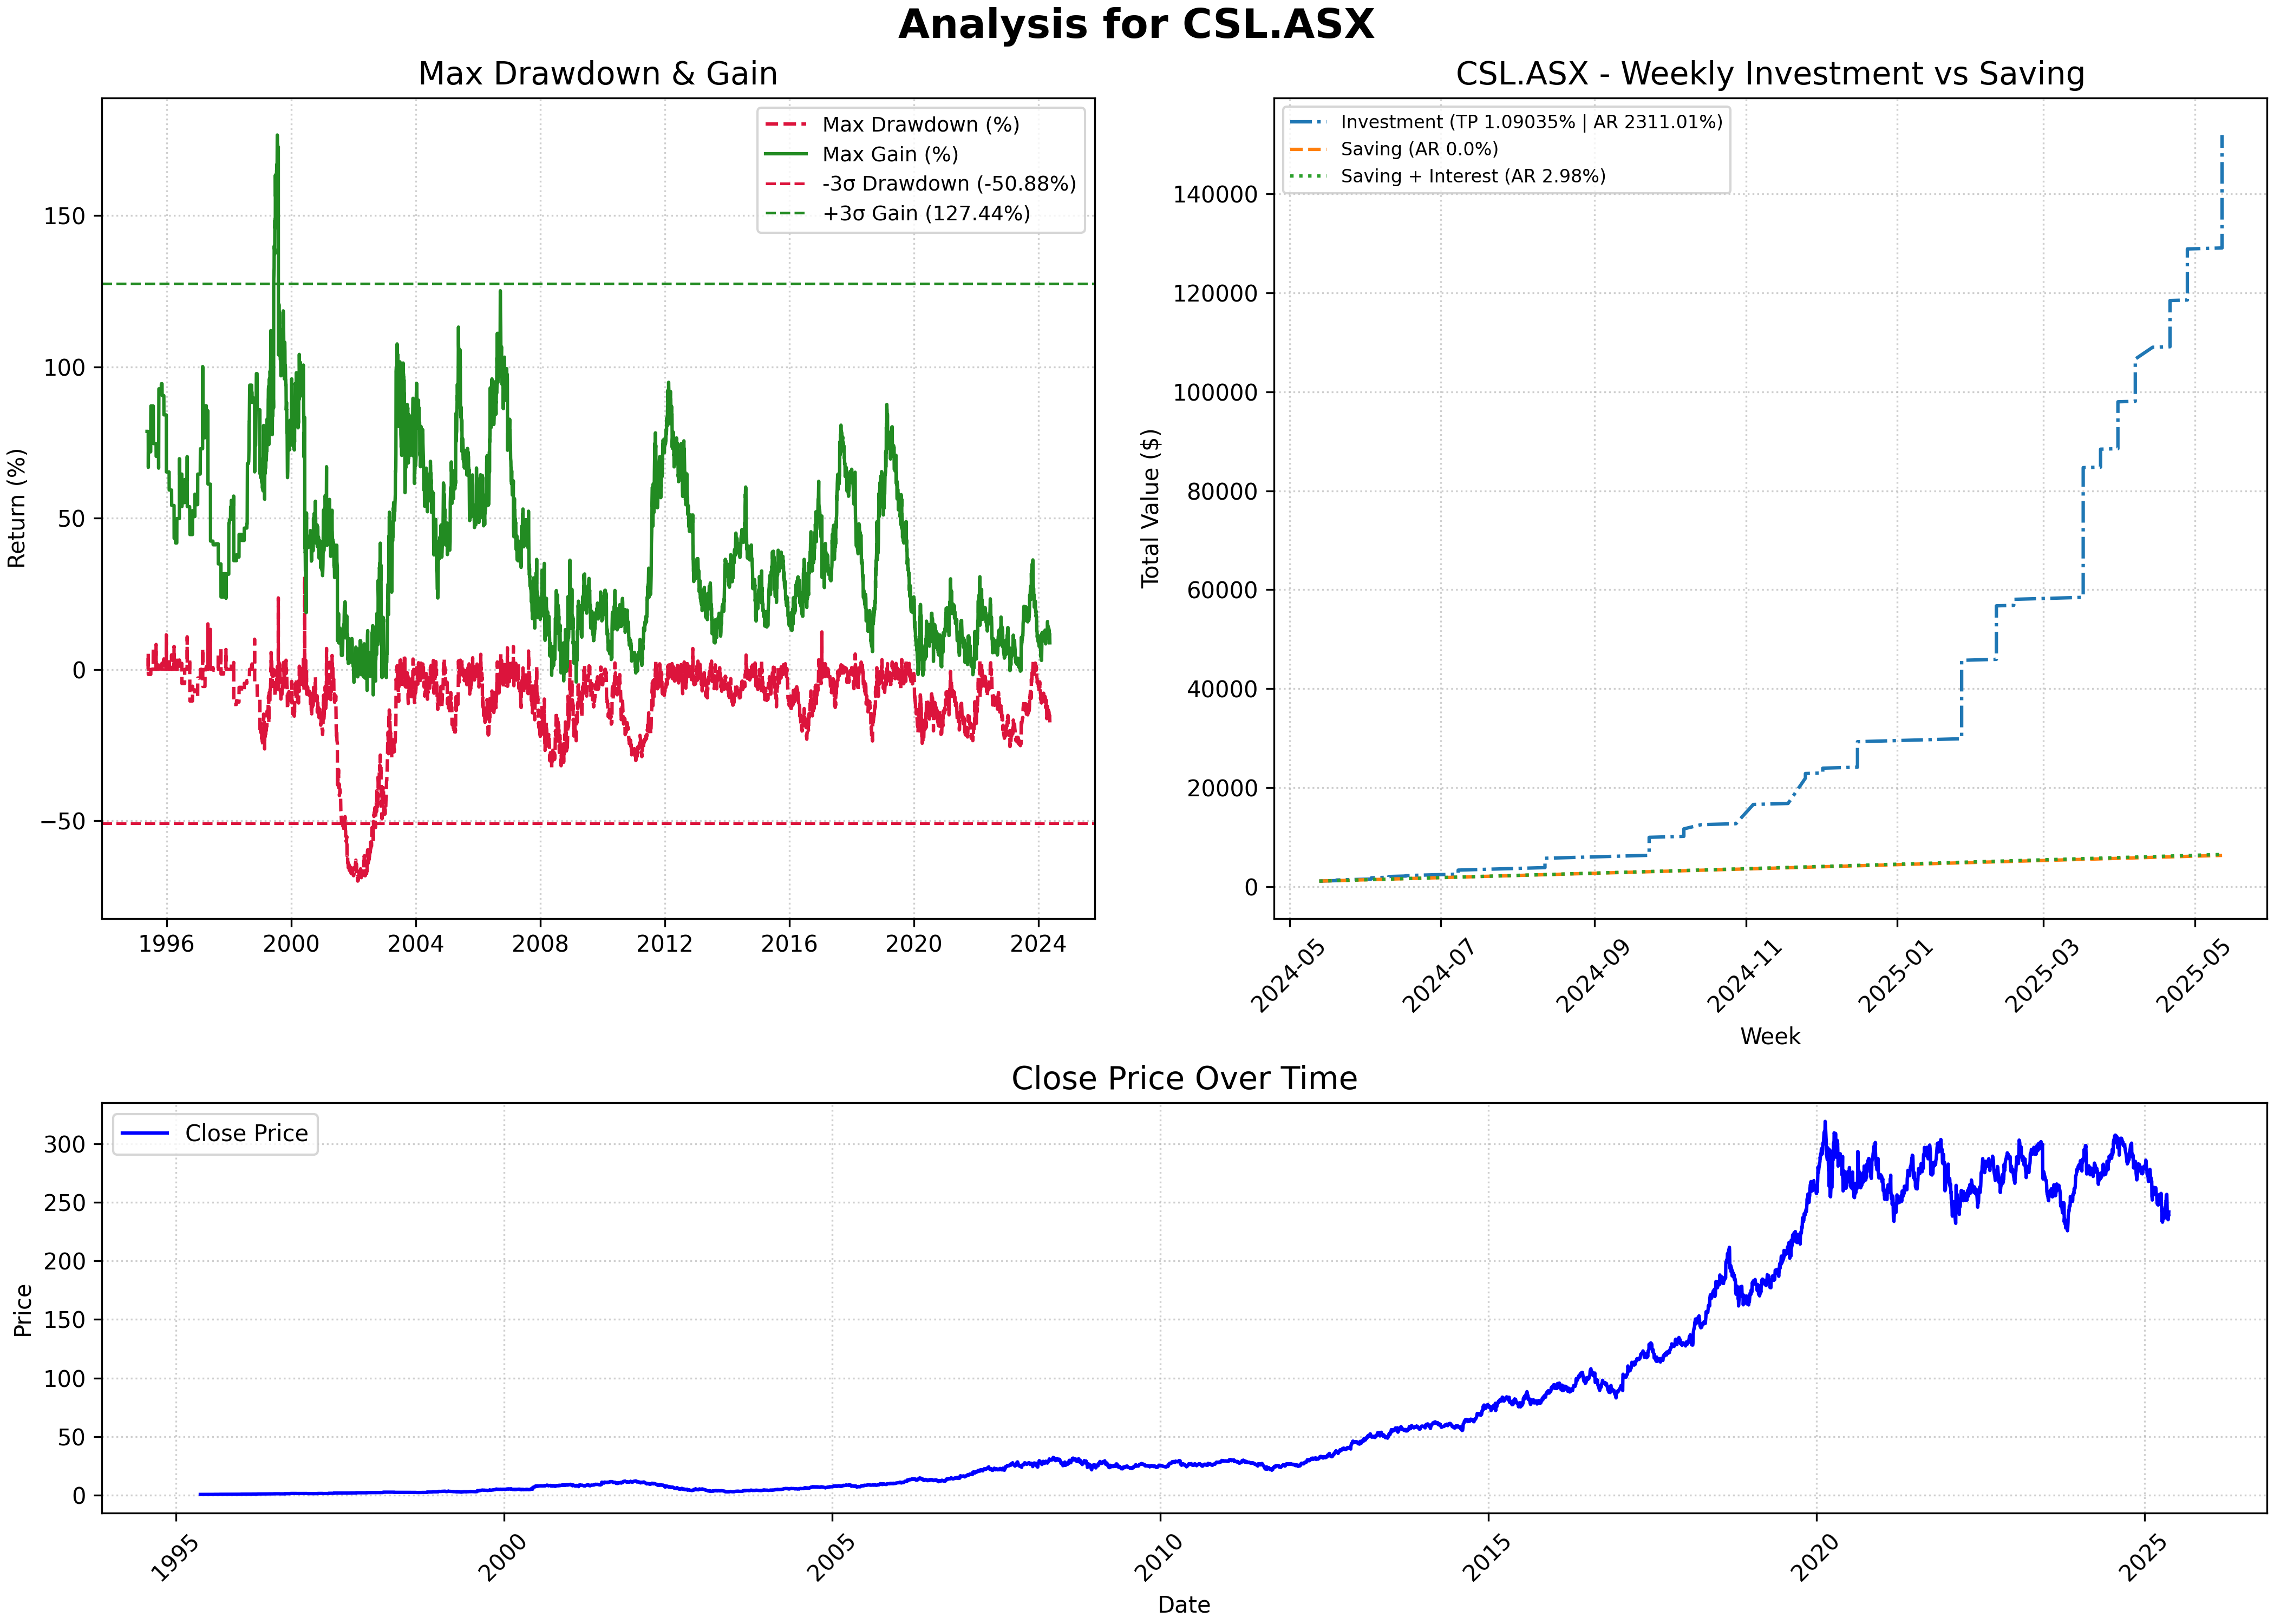 Analysis for CSL.ASX
Max Drawdown & Gain
Max Drawdown (%)
Max Gain (%)
-3σ Drawdown (-50.88%)
+3σ Gain (127.44%)
Return (%)
150
100
50
0
−50
1996
2000
2004
2008
2012
2016
2020
2024
CSL.ASX - Weekly Investment vs Saving
Investment (TP 1.09035% | AR 2311.01%)
Saving (AR 0.0%)
Saving + Interest (AR 2.98%)
Total Value ($)
140000
120000
100000
80000
60000
40000
20000
0
2024-05
2024-07
2024-09
2024-11
2025-01
2025-03
2025-05
Week
Close Price Over Time
Close Price
Price
300
250
200
150
100
50
0
1995
2000
2005
2010
2015
2020
2025
Date